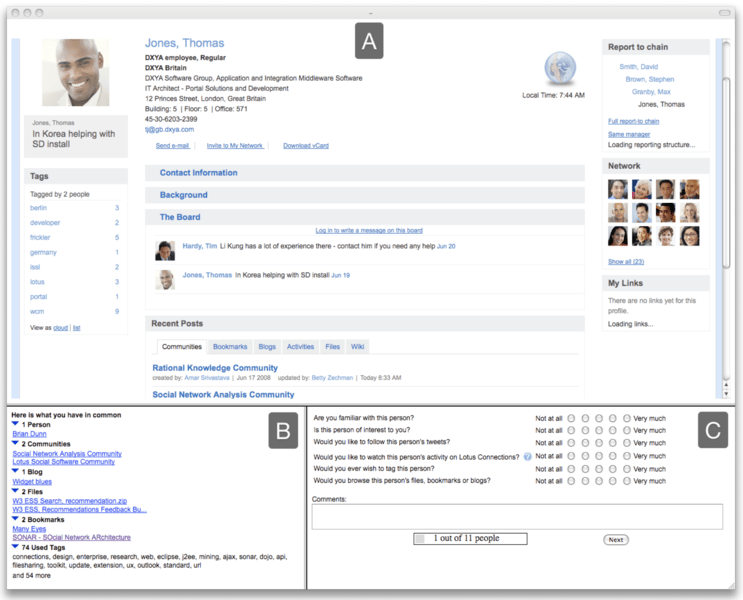 A
Jones, Thomas
In Korea helping with
SD install
Tags
Tagged by 2 people
berlin 3
developer 2
frickler 5
germany 1
issl 2
lotus 3
portal 1
wcm 9
View as cloud | list
Jones, Thomas
DXYA employee, Regular
DXYA Britain
DXYA Software Group, Application and Integration Middleware Software
IT Architect - Portal Solutions and Development
12 Princes Street, London, Great Britain
Building: 5 | Floor: 5 | Office: 571
45-30-6203-2399
tj@gb.dxya.com
Local Time: 7:44 AM
Send e-mail | Invite to My Network | Download vCard
Contact Information
Background
The Board
Log in to write a message on this board
Hardy, Tim Li Kung has a lot of experience there - contact him if you need any help Jun 20
Jones, Thomas In Korea helping with SD install Jun 19
Recent Posts
Communities Bookmarks Blogs Activities Files Wiki
Rational Knowledge Community
created by: Amar Srivastava | Jun 17 2008 updated by: Betty Zechman | Today 8:33 AM
Social Network Analysis Community
Report to chain
Smith, David
Brown, Stephen
Granby, Max
Jones, Thomas
Full report-to chain
Same manager
Loading reporting structure...
Network
Show all (23)
My Links
There are no links yet for this
profile.
Loading links...
B
Here is what you have in common
1 Person
Brian Dunn
2 Communities
Social Network Analysis Community
Lotus Social Software Community
1 Blog
Widget blues
2 Files
W3 ESS Search, recommendation.zip
W3 ESS, Recommendations Feedback Bu...
2 Bookmarks
Many Eyes
SONAR - SOcial Network ARchitecture
74 Used Tags
connections, design, enterprise, research, web, eclipse, j2ee, mining, ajax, sonar, dojo, api,
filesharing, toolkit, update, extension, ux, outlook, standard, url
and 54 more
C
Are you familiar with this person? Not at all Very much
Is this person of interest to you? Not at all Very much
Would you like to follow this person's tweets? Not at all Very much
Would you like to watch this person's activity on Lotus Connections? ? Not at all Very much
Would you ever wish to tag this person? Not at all Very much
Would you browse this person's files, bookmarks or blogs? Not at all Very much
Comments:
1 out of 11 people
Next